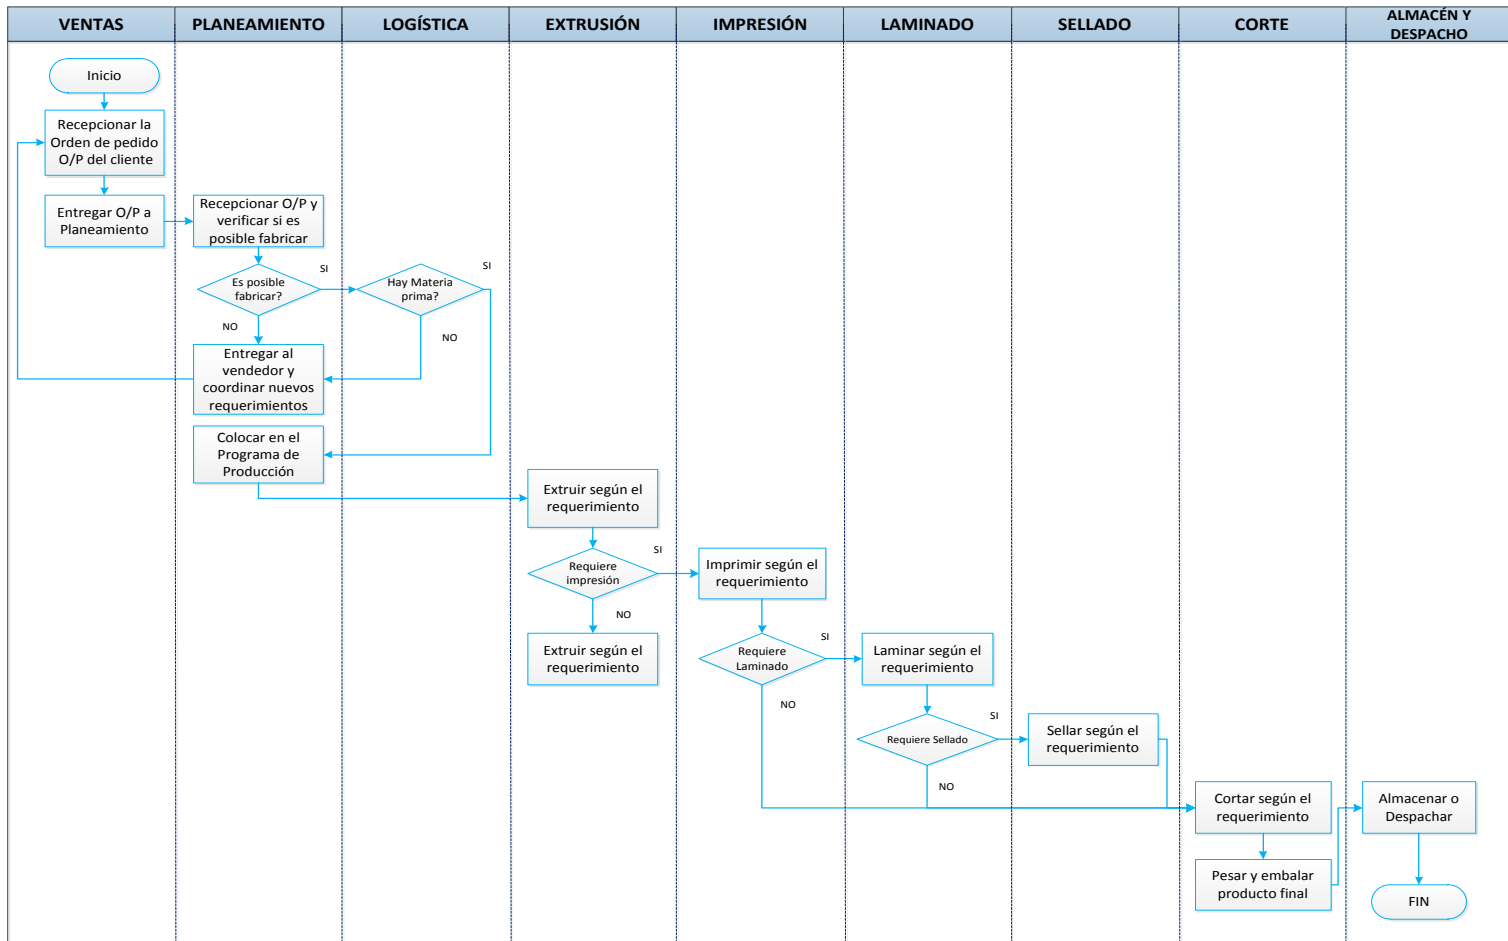 VENTAS
PLANEAMIENTO
LOGÍSTICA
EXTRUSIÓN
IMPRESIÓN
LAMINADO
SELLADO
CORTE
ALMACÉN Y
DESPACHO
Inicio
Recepcionar la
Orden de pedido
O/P del cliente
Entregar O/P a
Planeamiento
Recepcionar O/P y
verificar si es
posible fabricar
Es posible
fabricar?
SI
NO
Hay Materia
prima?
SI
NO
Entregar al
vendedor y
coordinar nuevos
requerimientos
Colocar en el
Programa de
Producción
Extruir según el
requerimiento
Requiere
impresión
SI
NO
Extruir según el
requerimiento
Imprimir según el
requerimiento
Requiere
Laminado
SI
NO
Laminar según el
requerimiento
Requiere Sellado
SI
NO
Sellar según el
requerimiento
Cortar según el
requerimiento
Pesar y embalar
producto final
Almacenar o
Despachar
FIN